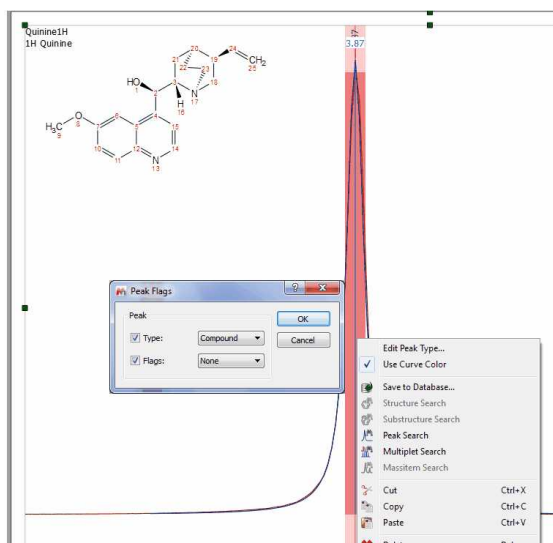 Quinine1H
1H Quinine
3.87
20
21
22
23
19
24
25
CH2
18
HO
1
2
3
N
17
H
16
H3C
9
O
8
7
6
5
4
15
10
11
12
N
13
14
Peak Flags
Peak
Type:
Compound
Flags:
None
OK
Cancel
Edit Peak Type...
Use Curve Color
Save to Database...
Structure Search
Substructure Search
Peak Search
Multiplet Search
Massitem Search
Cut Ctrl+X
Copy Ctrl+C
Paste Ctrl+V